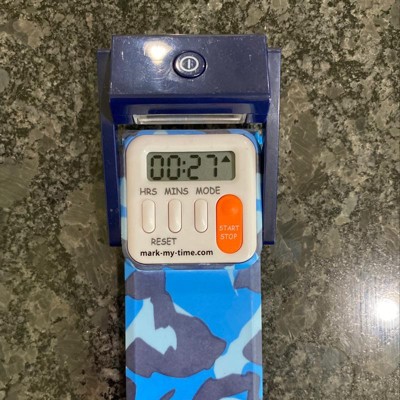 00:27
HRS MINS MODE
START
STOP
RESET
mark-my-time.com